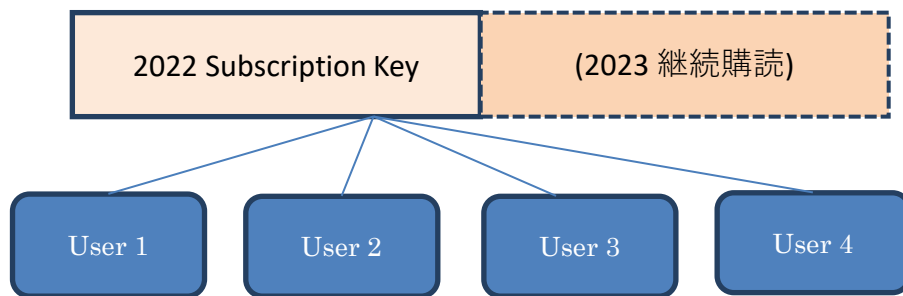 2022 Subscription Key
(2023 継続購読)
User 1
User 2
User 3
User 4